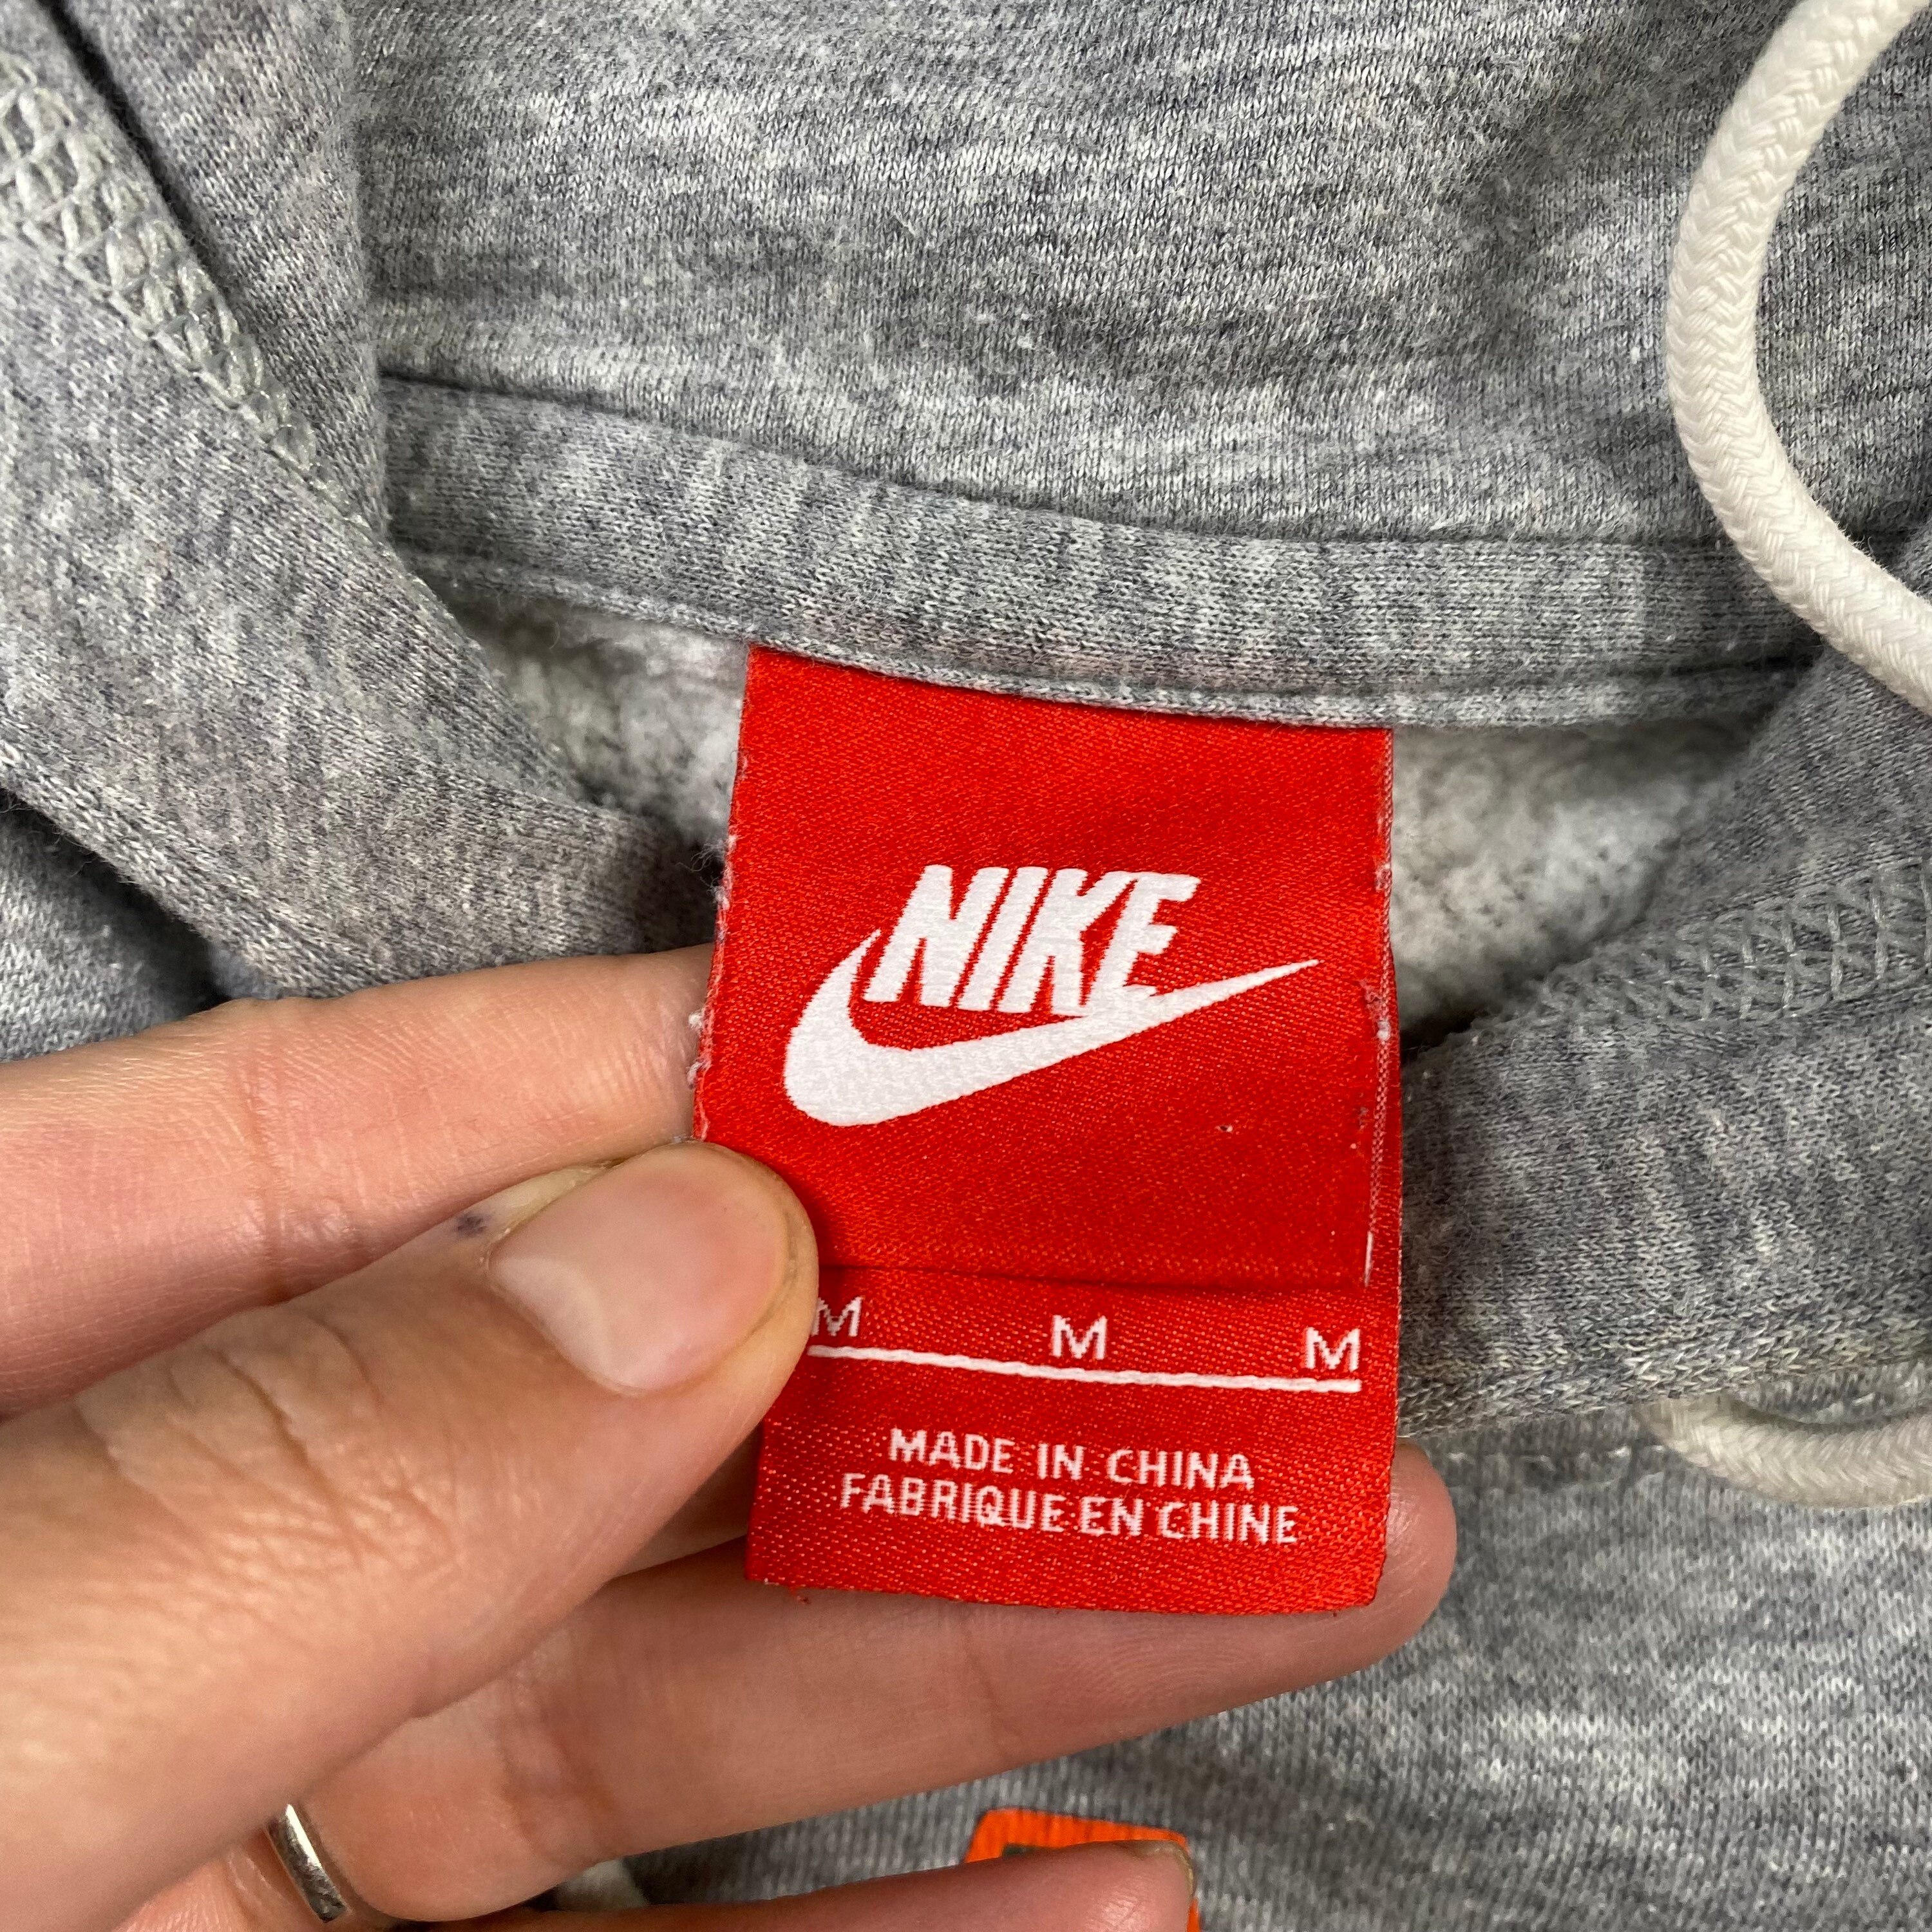 NIKE
M M M
MADE IN CHINA
FABRIQUE EN CHINE